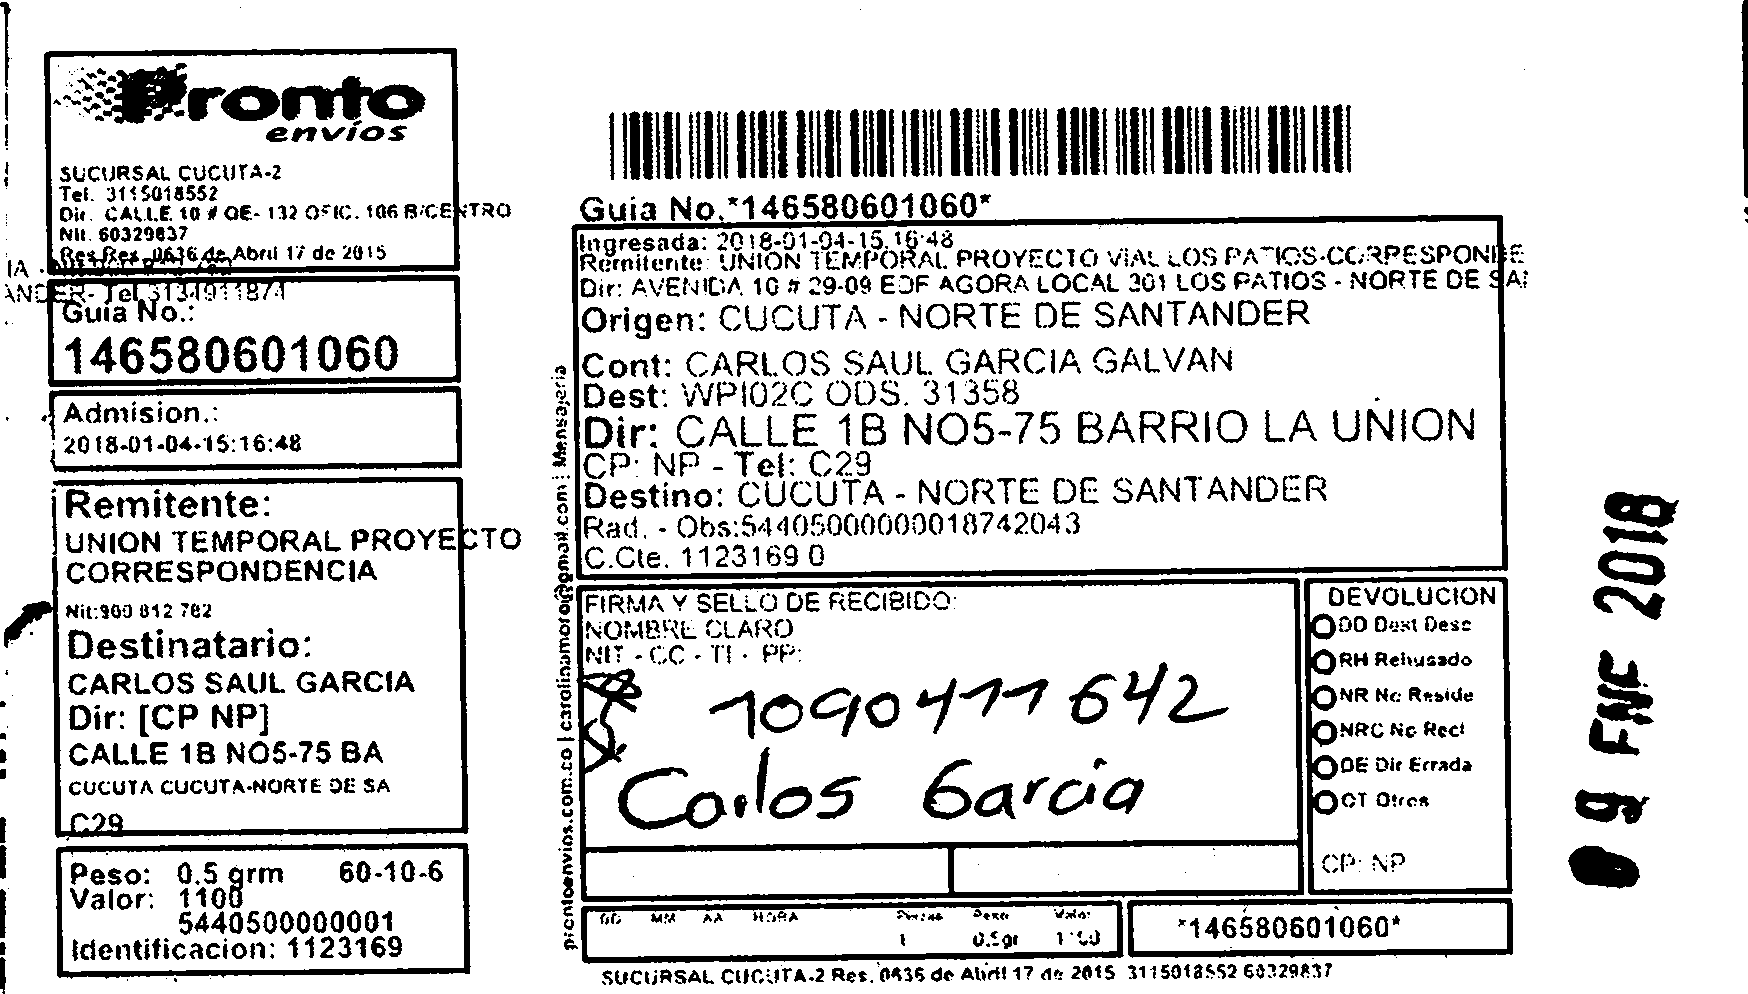 Pronto
envíos
SUCURSAL CUCUTA-2
Tel. 3115018552
Dir. CALLE 10 # OE- 132 OFIC. 106 B/CENTRO
Nit. 60329837
Res 0636 de Abril 17 de 2015
Tel 3134911874
Guia No.:
146580601060
Admision.:
2018-01-04-15:16:48
Remitente:
UNION TEMPORAL PROYECTO
CORRESPONDENCIA
Nit:900 812 782
Destinatario:
CARLOS SAUL GARCIA
Dir: [CP NP]
CALLE 1B NO5-75 BA
CUCUTA CUCUTA-NORTE DE SA
C29
Peso: 0.5 grm 60-10-6
Valor: 1100
5440500000001
Identificacion: 1123169
prontoenvios.com.co | carolinamoro@gmail.com | Mensajeria
Guia No.*146580601060*
Ingresada: 2018-01-04-15:16:48
Remitente: UNION TEMPORAL PROYECTO VIAL LOS PATIOS-CORRESPONDE
Dir: AVENIDA 10 # 29-09 EDF AGORA LOCAL 301 LOS PATIOS - NORTE DE SA
Origen: CUCUTA - NORTE DE SANTANDER
Cont: CARLOS SAUL GARCIA GALVAN
Dest: WPI02C ODS. 31358
Dir: CALLE 1B NO5-75 BARRIO LA UNION
CP: NP - Tel: C29
Destino: CUCUTA - NORTE DE SANTANDER
Rad. - Obs:54405000000018742043
C.Cte. 1123169 0
FIRMA Y SELLO DE RECIBIDO:
NOMBRE CLARO
NIT - CC - TI - PP:
1090411642
Carlos Garcia
DEVOLUCION
DD Dest Desc
RH Rehusado
NR No Reside
NRC No Recl
DE Dir Errada
OT Otros
CP: NP
DD MM AA HORA Piezas Peso Valor
1 0.5gr 1100
*146580601060*
SUCURSAL CUCUTA-2 Res. 0636 de Abril 17 de 2015 3115018552 60329837
09 ENE 2018